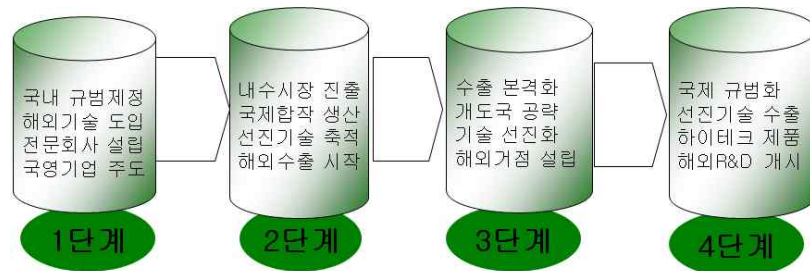 국내 규범제정
해외기술 도입
전문회사 설립
국영기업 주도
1단계
내수시장 진출
국제합작 생산
선진기술 축적
해외수출 시작
2단계
수출 본격화
개도국 공략
기술 선진화
해외거점 설립
3단계
국제 규범화
선진기술 수출
하이테크 제품
해외R&D 개시
4단계